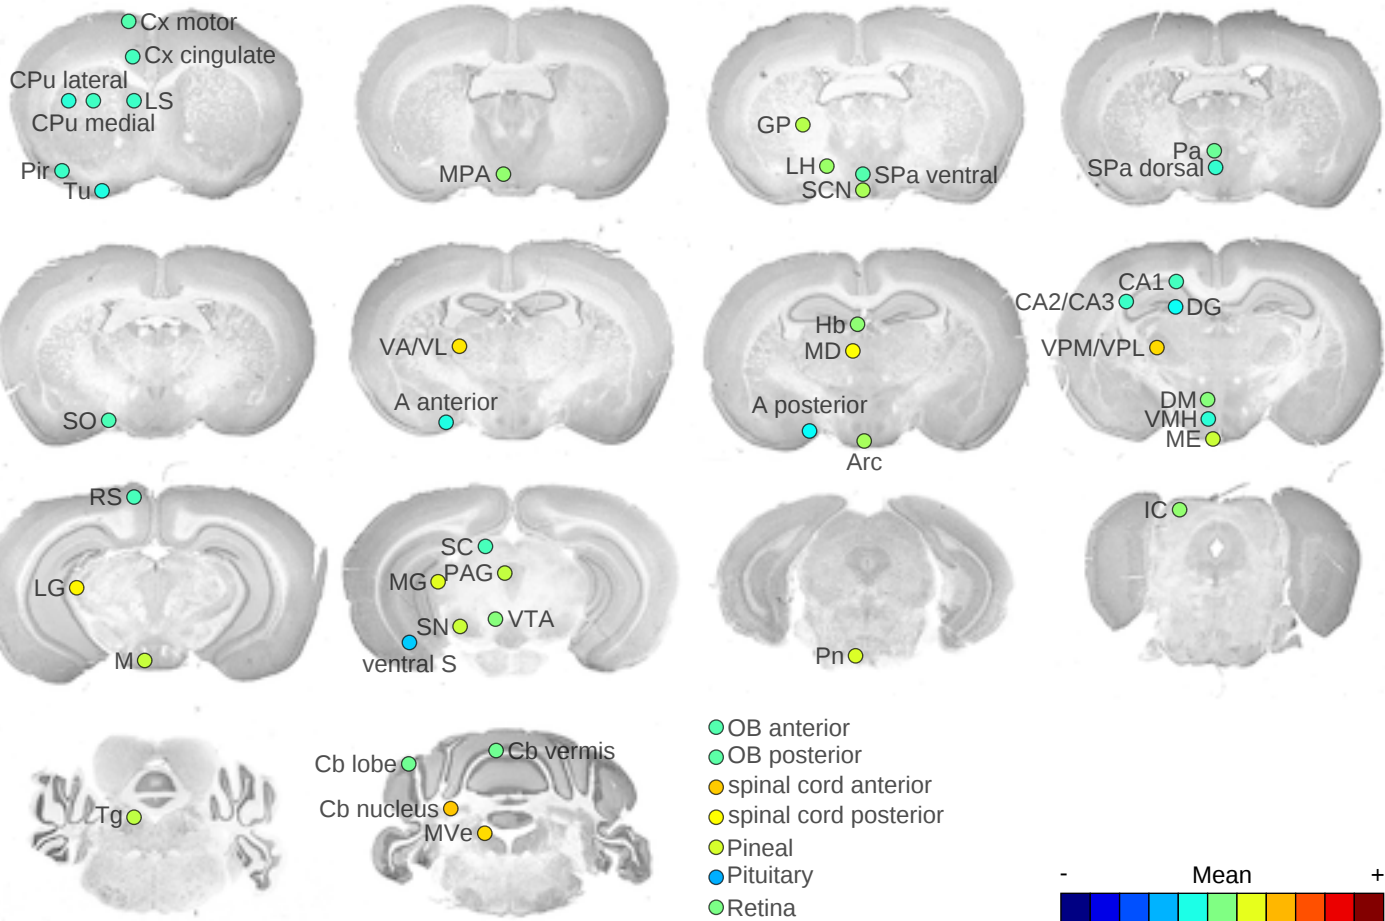 Cx motor
Cx cingulate
CPu lateral
LS
CPu medial
Pir
Tu
MPA
GP
LH
SPa ventral
SCN
Pa
SPa dorsal
SO
VA/VL
A anterior
Hb
MD
A posterior
Arc
CA1
CA2/CA3
DG
VPM/VPL
DM
VMH
ME
RS
LG
M
SC
MG
PAG
SN
VTA
ventral S
Pn
IC
Tg
Cb lobe
Cb vermis
Cb nucleus
MVe
OB anterior
OB posterior
spinal cord anterior
spinal cord posterior
Pineal
Pituitary
Retina
- Mean +